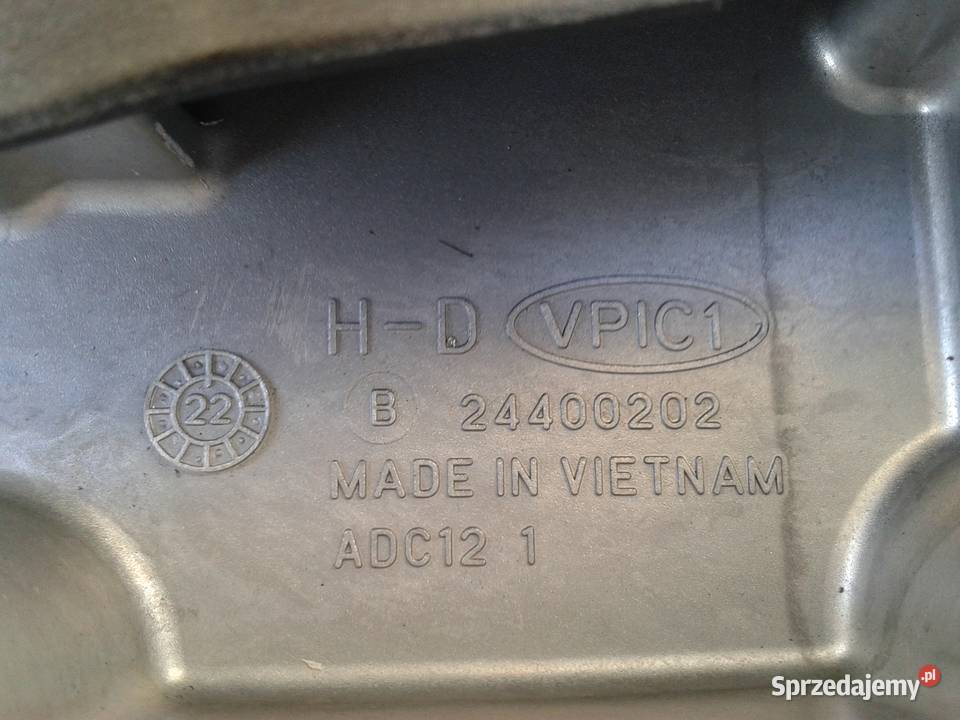 H-D VPIC1
22 B 24400202
MADE IN VIETNAM
ADC12 1
Sprzedajemy.pl